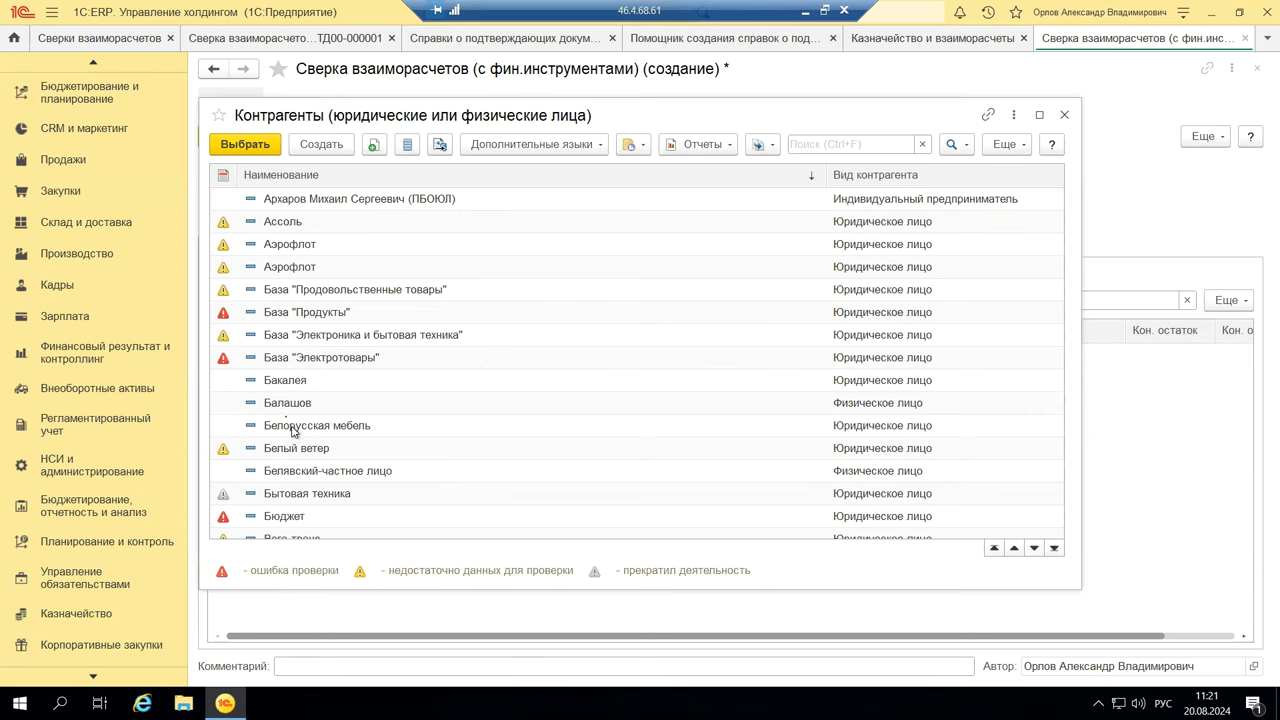 1С:ERP. Управление холдингом (1С:Предприятие)
46.4.68.61
Орлов Александр Владимирович
Сверки взаиморасчетов
Сверка взаиморасчето...ТД00-000001
Справки о подтверждающих докум...
Помощник создания справок о под...
Казначейство и взаиморасчеты
Сверка взаиморасчетов (с фин.инс...
Бюджетирование и
планирование
CRM и маркетинг
Продажи
Закупки
Склад и доставка
Производство
Кадры
Зарплата
Финансовый результат и
контроллинг
Внеоборотные активы
Регламентированный
учет
НСИ и
администрирование
Бюджетирование,
отчетность и анализ
Планирование и контроль
Управление
обязательствами
Казначейство
Корпоративные закупки
Сверка взаиморасчетов (с фин.инструментами) (создание) *
Еще
?
Еще
Кон. остаток
Кон. о
Контрагенты (юридические или физические лица)
Выбрать
Создать
Дополнительные языки
Отчеты
Поиск (Ctrl+F)
Еще
?
Наименование
Вид контрагента
Архаров Михаил Сергеевич (ПБОЮЛ)
Индивидуальный предприниматель
Ассоль
Юридическое лицо
Аэрофлот
Юридическое лицо
Аэрофлот
Юридическое лицо
База "Продовольственные товары"
Юридическое лицо
База "Продукты"
Юридическое лицо
База "Электроника и бытовая техника"
Юридическое лицо
База "Электротовары"
Юридическое лицо
Бакалея
Юридическое лицо
Балашов
Физическое лицо
Белорусская мебель
Юридическое лицо
Белый ветер
Юридическое лицо
Белявский-частное лицо
Физическое лицо
Бытовая техника
Юридическое лицо
Бюджет
Юридическое лицо
Юридическое лицо
- ошибка проверки
- недостаточно данных для проверки
- прекратил деятельность
Комментарий:
Автор:
Орлов Александр Владимирович
РУС
11:21
20.08.2024
1